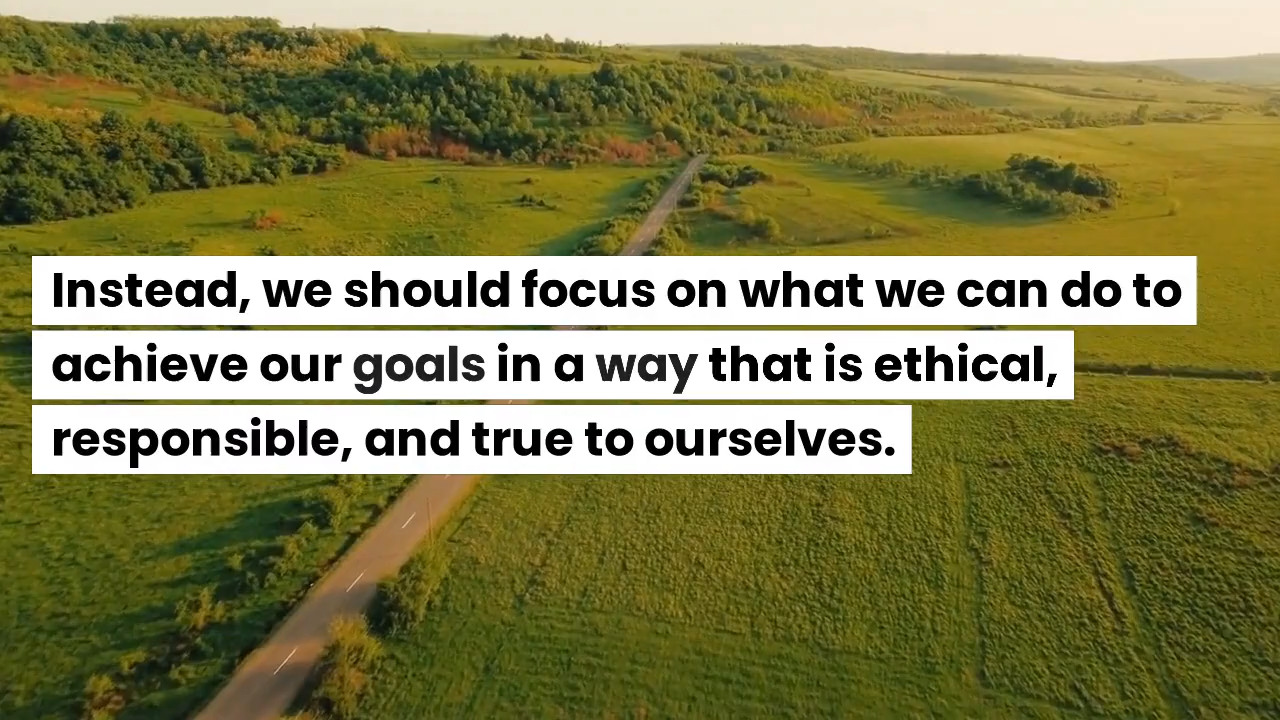 Instead, we should focus on what we can do to
achieve our goals in a way that is ethical,
responsible, and true to ourselves.